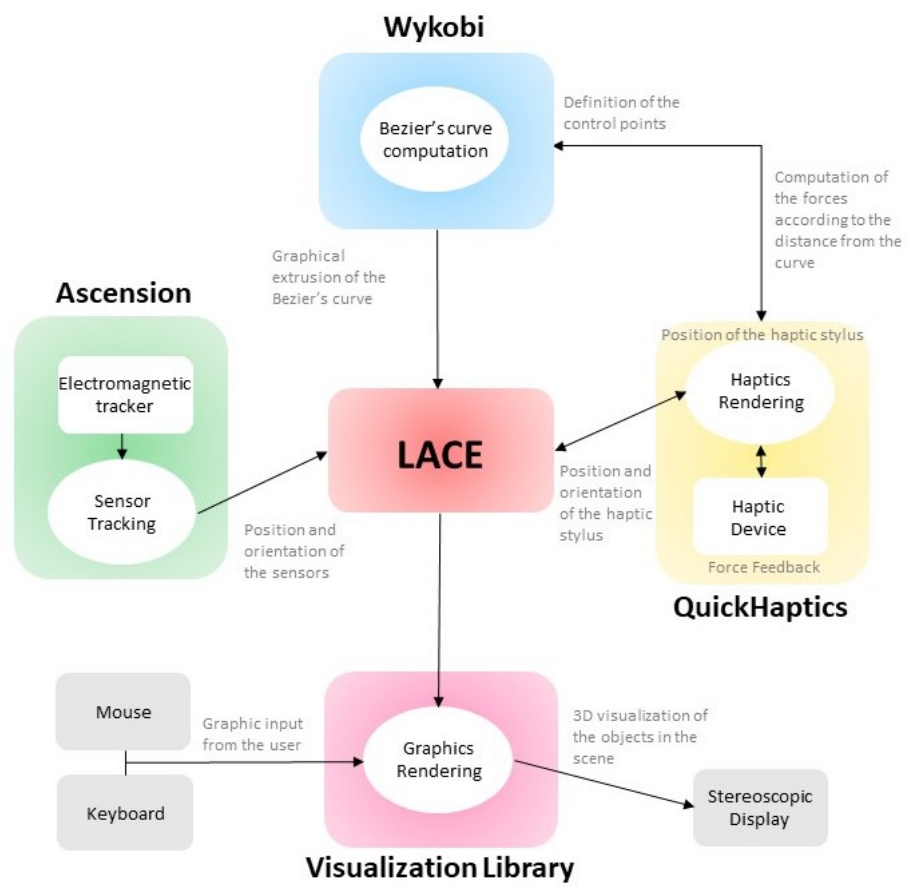 Wykobi
Bezier's curve
computation
Definition of the
control points
Computation of
the forces
according to the
distance from the
curve
Graphical
extrusion of the
Bezier's curve
Ascension
Electromagnetic
tracker
Sensor
Tracking
Position and
orientation of
the sensors
LACE
Position of the haptic stylus
Haptics
Rendering
Position and
orientation
of the haptic
stylus
Haptic
Device
Force Feedback
QuickHaptics
Mouse
Keyboard
Graphic input
from the user
Graphics
Rendering
3D visualization of
the objects in the
scene
Stereoscopic
Display
Visualization Library